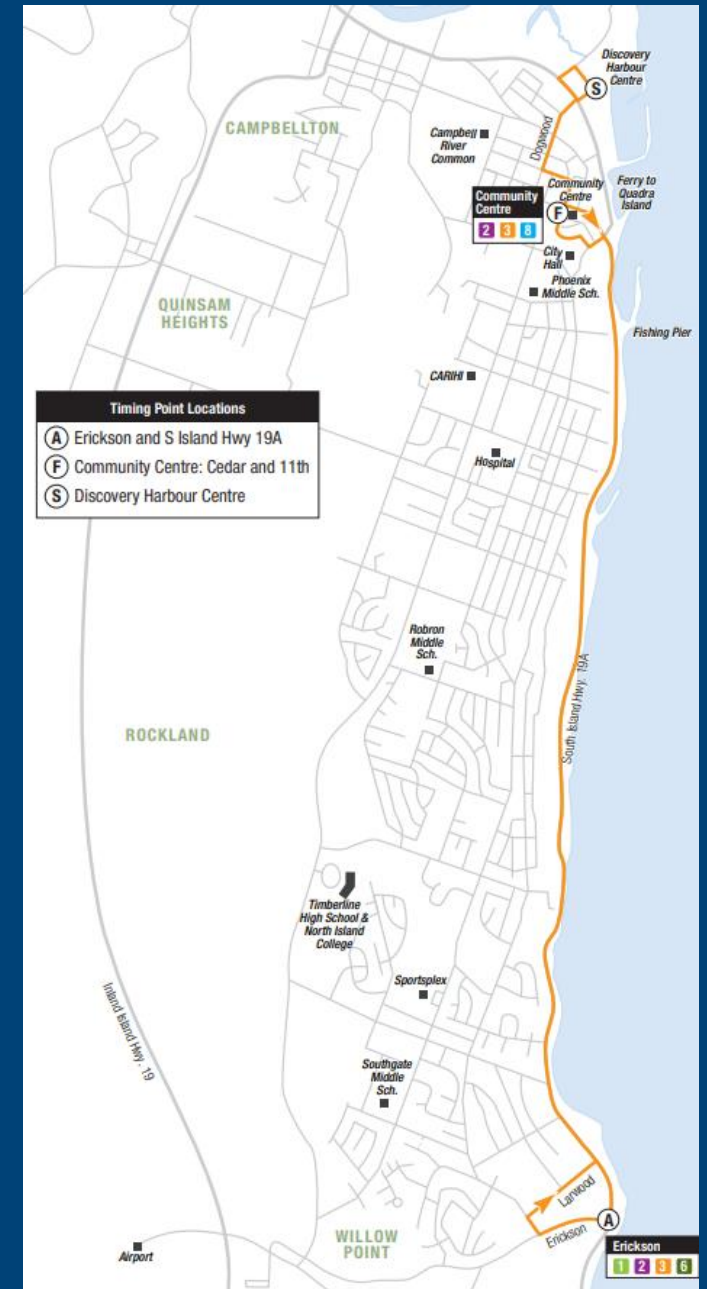 Discovery
Harbour
Centre
S
CAMPBELLTON
Campbell
River
Common
Dogwood
Community
Centre
Ferry to
Quadra
Island
Community
Centre
2 3 8
F
City
Hall
Phoenix
Middle Sch.
QUINSAM
HEIGHTS
Fishing Pier
CARIHI
Timing Point Locations
A Erickson and S Island Hwy 19A
F Community Centre: Cedar and 11th
S Discovery Harbour Centre
Hospital
Robron
Middle
Sch.
South Island Hwy. 19A
ROCKLAND
Timberline
High School &
North Island
College
Sportsplex
Inland Island Hwy. 19
Southgate
Middle
Sch.
Larwood
A
Erickson
WILLOW
POINT
Airport
Erickson
1 2 3 6